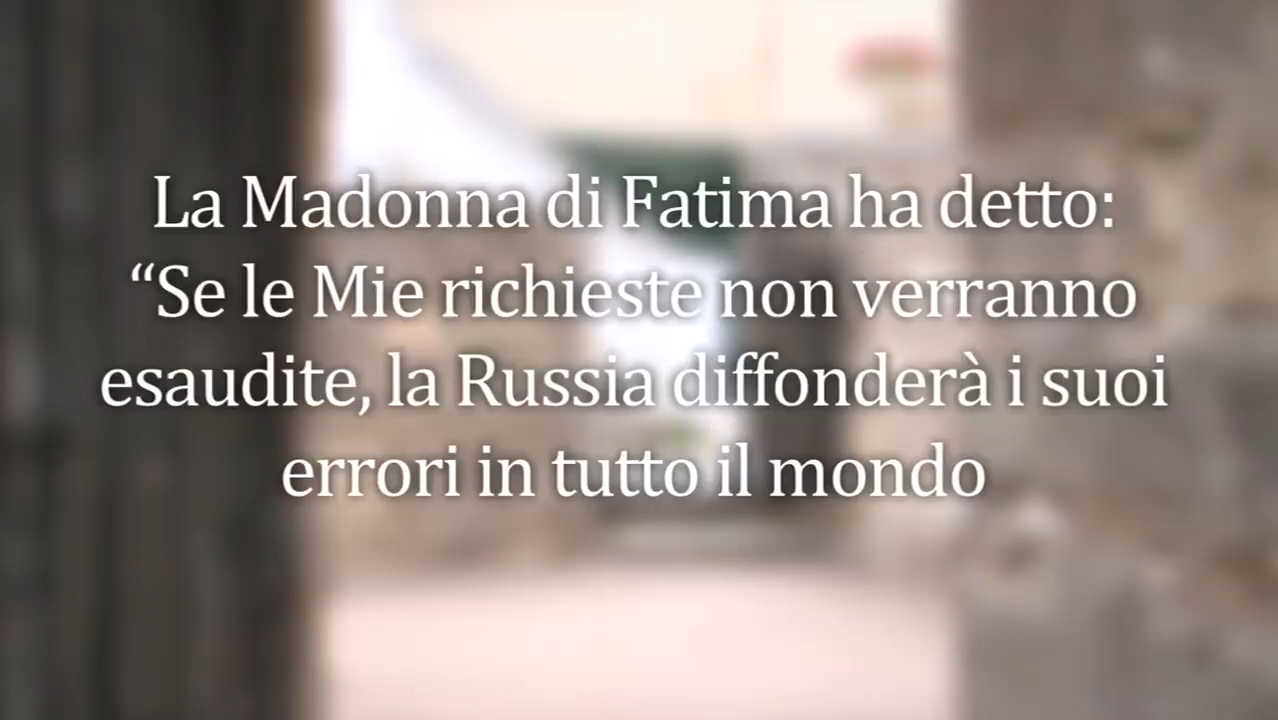 La Madonna di Fatima ha detto:
“Se le Mie richieste non verranno
esaudite, la Russia diffonderà i suoi
errori in tutto il mondo